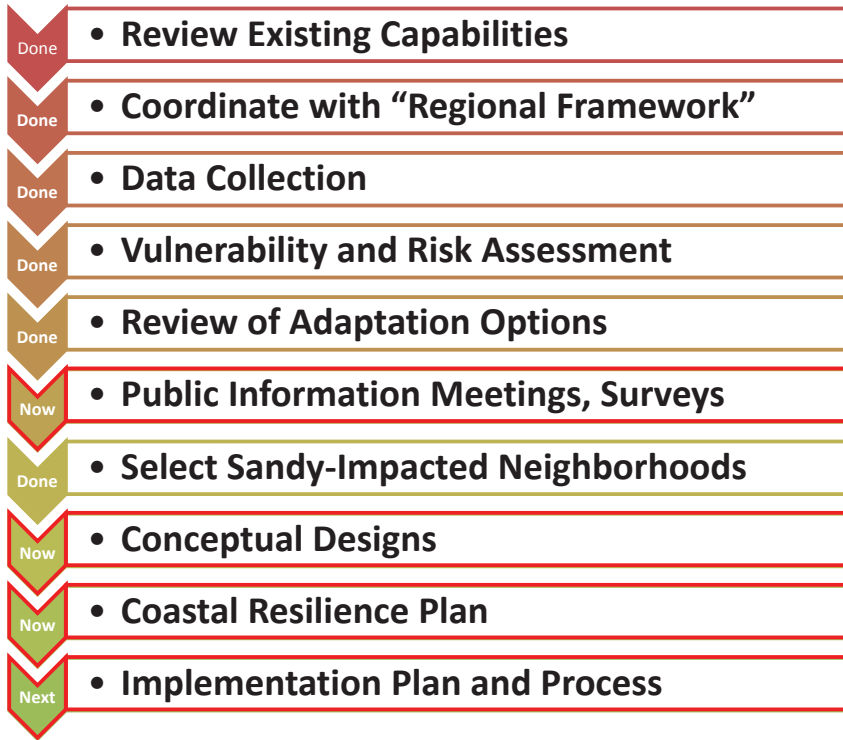 Done
• Review Existing Capabilities
Done
• Coordinate with “Regional Framework”
Done
• Data Collection
Done
• Vulnerability and Risk Assessment
Done
• Review of Adaptation Options
Now
• Public Information Meetings, Surveys
Done
• Select Sandy-Impacted Neighborhoods
Now
• Conceptual Designs
Now
• Coastal Resilience Plan
Next
• Implementation Plan and Process